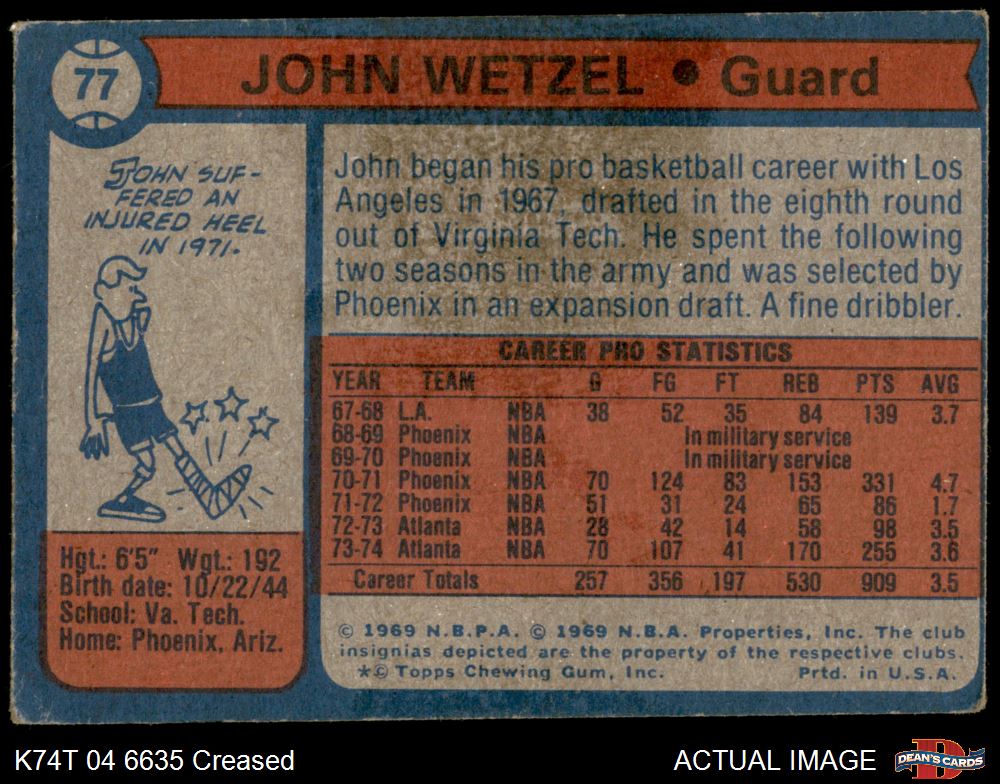 77
JOHN WETZEL • Guard
JOHN SUF-
FERED AN
INJURED HEEL
IN 1971.
John began his pro basketball career with Los
Angeles in 1967, drafted in the eighth round
out of Virginia Tech. He spent the following
two seasons in the army and was selected by
Phoenix in an expansion draft. A fine dribbler.
CAREER PRO STATISTICS
YEAR TEAM G FG FT REB PTS AVG
67-68 L.A. NBA 38 52 35 84 139 3.7
68-69 Phoenix NBA In military service
69-70 Phoenix NBA In military service
70-71 Phoenix NBA 70 124 83 153 331 4.7
71-72 Phoenix NBA 51 31 24 65 86 1.7
72-73 Atlanta NBA 28 42 14 58 98 3.5
73-74 Atlanta NBA 70 107 41 170 255 3.6
Career Totals 257 356 197 530 909 3.5
Hgt.: 6'5" Wgt.: 192
Birth date: 10/22/44
School: Va. Tech.
Home: Phoenix, Ariz.
© 1969 N.B.P.A. © 1969 N.B.A. Properties, Inc. The club
insignias depicted are the property of the respective clubs.
*© Topps Chewing Gum, Inc. Prtd. in U.S.A.
K74T 04 6635 Creased
ACTUAL IMAGE
D
DEAN'S CARDS